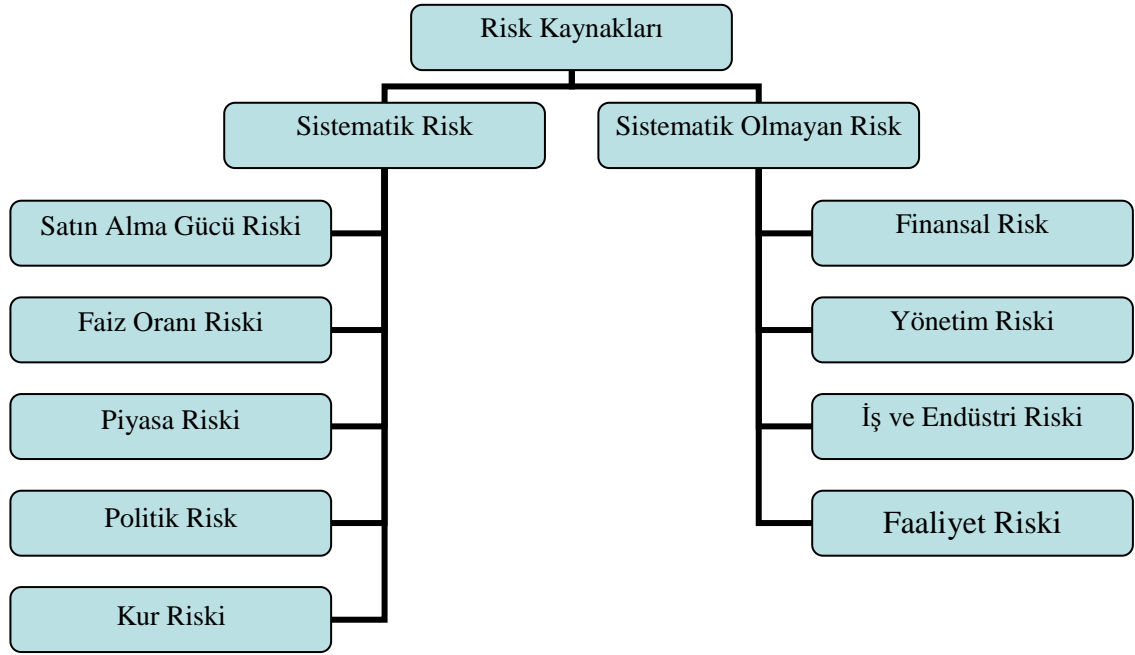 Risk Kaynakları
Sistematik Risk
Sistematik Olmayan Risk
Satın Alma Gücü Riski
Faiz Oranı Riski
Piyasa Riski
Politik Risk
Kur Riski
Finansal Risk
Yönetim Riski
İş ve Endüstri Riski
Faaliyet Riski